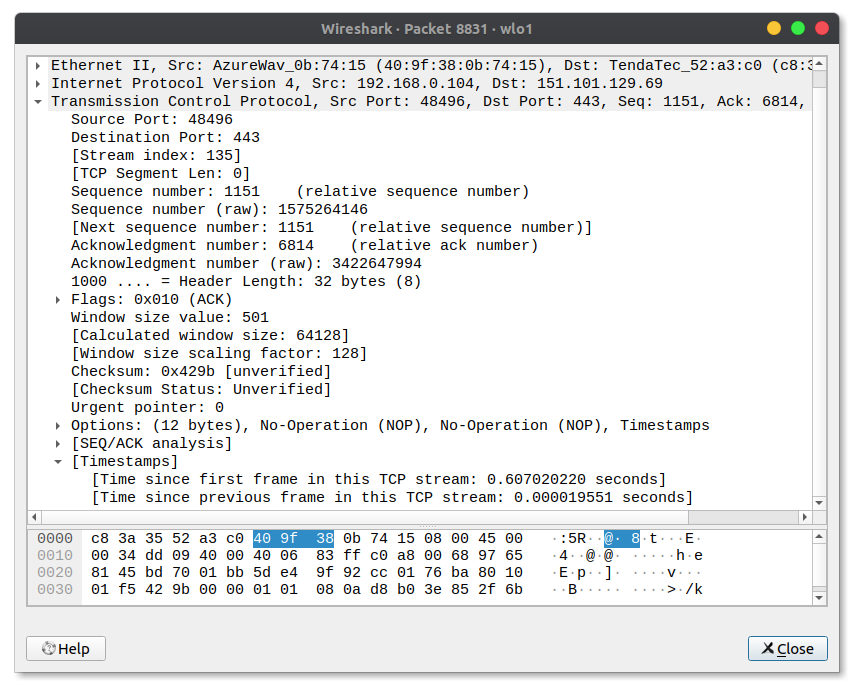 Wireshark · Packet 8831 · wlo1
Ethernet II, Src: AzureWav_0b:74:15 (40:9f:38:0b:74:15), Dst: TendaTec_52:a3:c0 (c8:3
Internet Protocol Version 4, Src: 192.168.0.104, Dst: 151.101.129.69
Transmission Control Protocol, Src Port: 48496, Dst Port: 443, Seq: 1151, Ack: 6814,
Source Port: 48496
Destination Port: 443
[Stream index: 135]
[TCP Segment Len: 0]
Sequence number: 1151    (relative sequence number)
Sequence number (raw): 1575264146
[Next sequence number: 1151    (relative sequence number)]
Acknowledgment number: 6814    (relative ack number)
Acknowledgment number (raw): 3422647994
1000 .... = Header Length: 32 bytes (8)
Flags: 0x010 (ACK)
Window size value: 501
[Calculated window size: 64128]
[Window size scaling factor: 128]
Checksum: 0x429b [unverified]
[Checksum Status: Unverified]
Urgent pointer: 0
Options: (12 bytes), No-Operation (NOP), No-Operation (NOP), Timestamps
[SEQ/ACK analysis]
[Timestamps]
[Time since first frame in this TCP stream: 0.607020220 seconds]
[Time since previous frame in this TCP stream: 0.000019551 seconds]
0000  c8 3a 35 52 a3 c0 40 9f  38 0b 74 15 08 00 45 00   ·:5R··@· 8·t···E·
0010  00 34 dd 09 40 00 40 06  83 ff c0 a8 00 68 97 65   ·4··@·@· ·····h·e
0020  81 45 bd 70 01 bb 5d e4  9f 92 cc 01 76 ba 80 10   ·E·p··]· ····v···
0030  01 f5 42 9b 00 00 01 01  08 0a d8 b0 3e 85 2f 6b   ··B····· ····>·/k
Help
Close